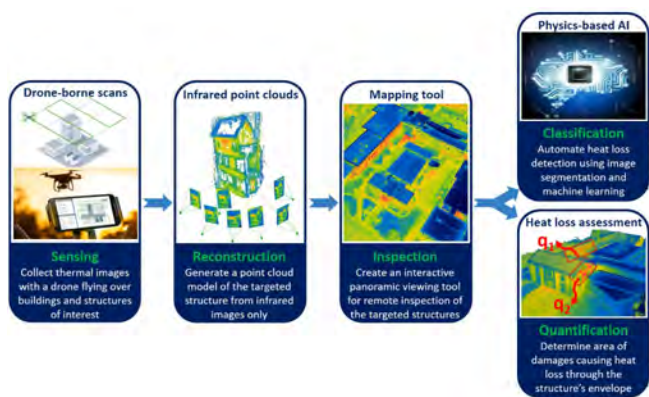 Drone-borne scans
Sensing
Collect thermal images
with a drone flying over
buildings and structures
of interest
Infrared point clouds
Reconstruction
Generate a point cloud
model of the targeted
structure from infrared
images only
Mapping tool
Inspection
Create an interactive
panoramic viewing tool
for remote inspection
of the targeted structures
Physics-based AI
Classification
Automate heat loss
detection using image
segmentation and
machine learning
Heat loss assessment
q1
q2
Quantification
Determine area of
damages causing heat
loss through the
structure's envelope